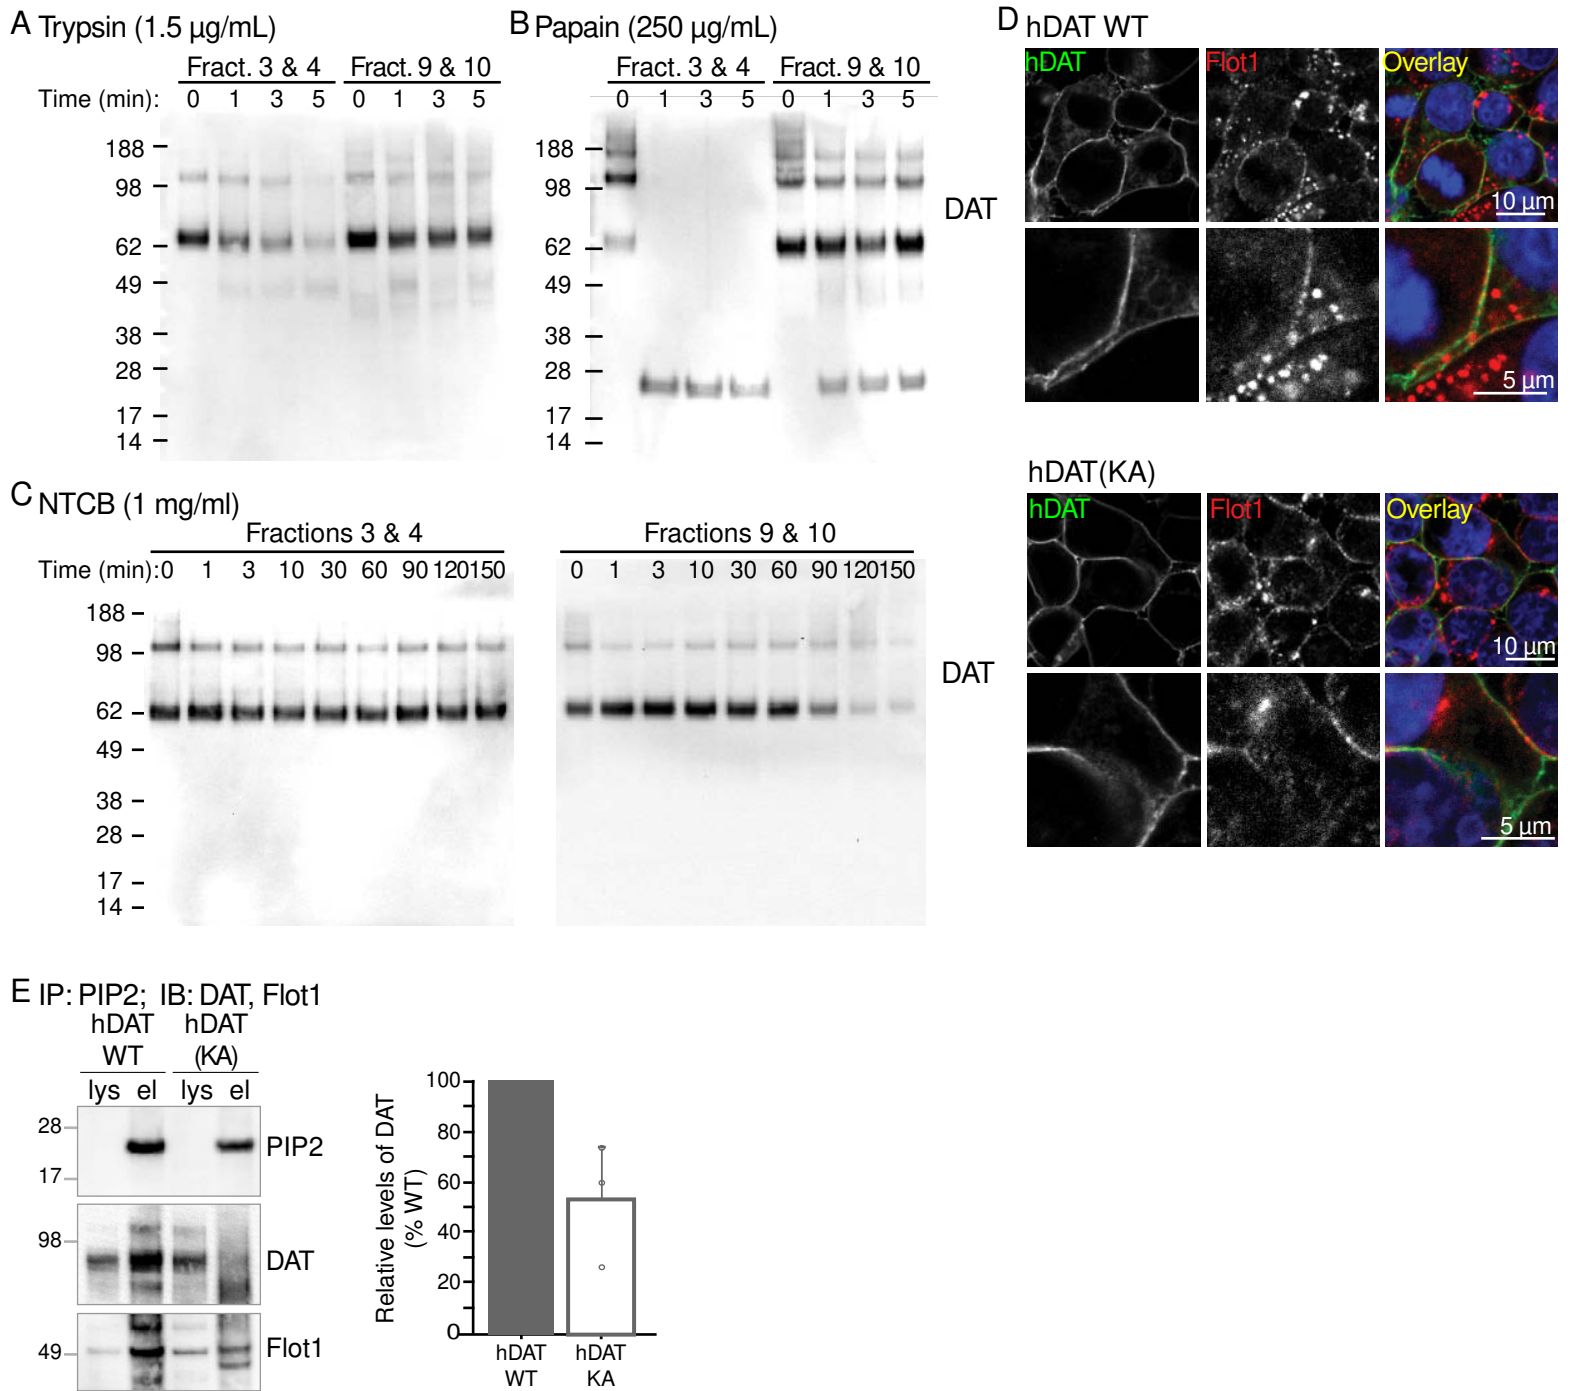 A Trypsin (1.5 µg/mL)
Fract. 3 & 4 Fract. 9 & 10
Time (min): 0 1 3 5 0 1 3 5
188
98
62
49
38
28
17
14
B Papain (250 µg/mL)
Fract. 3 & 4 Fract. 9 & 10
0 1 3 5 0 1 3 5
188
98
62
49
38
28
17
14
DAT
C NTCB (1 mg/ml)
Fractions 3 & 4 Fractions 9 & 10
Time (min): 0 1 3 10 30 60 90 120 150 0 1 3 10 30 60 90 120 150
188
98
62
49
38
28
17
14
DAT
D hDAT WT
hDAT Flot1 Overlay
10 µm
5 µm
hDAT(KA)
hDAT Flot1 Overlay
10 µm
5 µm
E IP: PIP2; IB: DAT, Flot1
hDAT hDAT
WT (KA)
lys el lys el
28
17
PIP2
98
DAT
49
Flot1
Relative levels of DAT
(% WT)
100
80
60
40
20
0
hDAT hDAT
WT KA